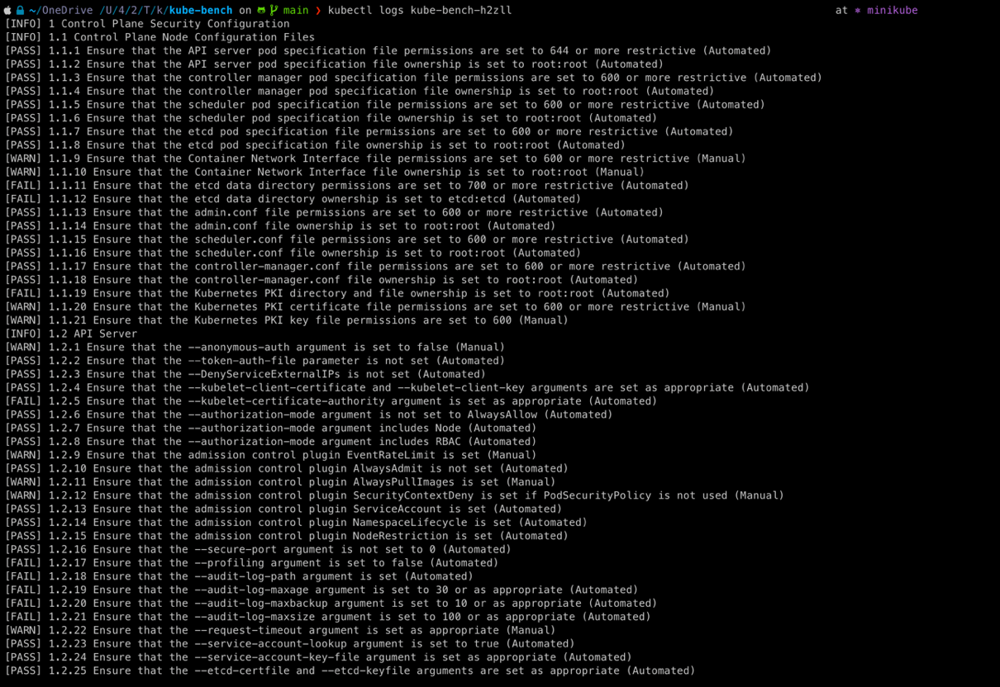 ~/OneDrive /U/4/2/T/k/kube-bench on main ❯ kubectl logs kube-bench-h2zll at ⎈ minikube
[INFO] 1 Control Plane Security Configuration
[INFO] 1.1 Control Plane Node Configuration Files
[PASS] 1.1.1 Ensure that the API server pod specification file permissions are set to 644 or more restrictive (Automated)
[PASS] 1.1.2 Ensure that the API server pod specification file ownership is set to root:root (Automated)
[PASS] 1.1.3 Ensure that the controller manager pod specification file permissions are set to 600 or more restrictive (Automated)
[PASS] 1.1.4 Ensure that the controller manager pod specification file ownership is set to root:root (Automated)
[PASS] 1.1.5 Ensure that the scheduler pod specification file permissions are set to 600 or more restrictive (Automated)
[PASS] 1.1.6 Ensure that the scheduler pod specification file ownership is set to root:root (Automated)
[PASS] 1.1.7 Ensure that the etcd pod specification file permissions are set to 600 or more restrictive (Automated)
[PASS] 1.1.8 Ensure that the etcd pod specification file ownership is set to root:root (Automated)
[WARN] 1.1.9 Ensure that the Container Network Interface file permissions are set to 600 or more restrictive (Manual)
[WARN] 1.1.10 Ensure that the Container Network Interface file ownership is set to root:root (Manual)
[FAIL] 1.1.11 Ensure that the etcd data directory permissions are set to 700 or more restrictive (Automated)
[FAIL] 1.1.12 Ensure that the etcd data directory ownership is set to etcd:etcd (Automated)
[PASS] 1.1.13 Ensure that the admin.conf file permissions are set to 600 or more restrictive (Automated)
[PASS] 1.1.14 Ensure that the admin.conf file ownership is set to root:root (Automated)
[PASS] 1.1.15 Ensure that the scheduler.conf file permissions are set to 600 or more restrictive (Automated)
[PASS] 1.1.16 Ensure that the scheduler.conf file ownership is set to root:root (Automated)
[PASS] 1.1.17 Ensure that the controller-manager.conf file permissions are set to 600 or more restrictive (Automated)
[PASS] 1.1.18 Ensure that the controller-manager.conf file ownership is set to root:root (Automated)
[FAIL] 1.1.19 Ensure that the Kubernetes PKI directory and file ownership is set to root:root (Automated)
[WARN] 1.1.20 Ensure that the Kubernetes PKI certificate file permissions are set to 600 or more restrictive (Manual)
[WARN] 1.1.21 Ensure that the Kubernetes PKI key file permissions are set to 600 (Manual)
[INFO] 1.2 API Server
[WARN] 1.2.1 Ensure that the --anonymous-auth argument is set to false (Manual)
[PASS] 1.2.2 Ensure that the --token-auth-file parameter is not set (Automated)
[PASS] 1.2.3 Ensure that the --DenyServiceExternalIPs is not set (Automated)
[PASS] 1.2.4 Ensure that the --kubelet-client-certificate and --kubelet-client-key arguments are set as appropriate (Automated)
[FAIL] 1.2.5 Ensure that the --kubelet-certificate-authority argument is set as appropriate (Automated)
[PASS] 1.2.6 Ensure that the --authorization-mode argument is not set to AlwaysAllow (Automated)
[PASS] 1.2.7 Ensure that the --authorization-mode argument includes Node (Automated)
[PASS] 1.2.8 Ensure that the --authorization-mode argument includes RBAC (Automated)
[WARN] 1.2.9 Ensure that the admission control plugin EventRateLimit is set (Manual)
[PASS] 1.2.10 Ensure that the admission control plugin AlwaysAdmit is not set (Automated)
[WARN] 1.2.11 Ensure that the admission control plugin AlwaysPullImages is set (Manual)
[WARN] 1.2.12 Ensure that the admission control plugin SecurityContextDeny is set if PodSecurityPolicy is not used (Manual)
[PASS] 1.2.13 Ensure that the admission control plugin ServiceAccount is set (Automated)
[PASS] 1.2.14 Ensure that the admission control plugin NamespaceLifecycle is set (Automated)
[PASS] 1.2.15 Ensure that the admission control plugin NodeRestriction is set (Automated)
[PASS] 1.2.16 Ensure that the --secure-port argument is not set to 0 (Automated)
[FAIL] 1.2.17 Ensure that the --profiling argument is set to false (Automated)
[FAIL] 1.2.18 Ensure that the --audit-log-path argument is set (Automated)
[FAIL] 1.2.19 Ensure that the --audit-log-maxage argument is set to 30 or as appropriate (Automated)
[FAIL] 1.2.20 Ensure that the --audit-log-maxbackup argument is set to 10 or as appropriate (Automated)
[FAIL] 1.2.21 Ensure that the --audit-log-maxsize argument is set to 100 or as appropriate (Automated)
[WARN] 1.2.22 Ensure that the --request-timeout argument is set as appropriate (Manual)
[PASS] 1.2.23 Ensure that the --service-account-lookup argument is set to true (Automated)
[PASS] 1.2.24 Ensure that the --service-account-key-file argument is set as appropriate (Automated)
[PASS] 1.2.25 Ensure that the --etcd-certfile and --etcd-keyfile arguments are set as appropriate (Automated)